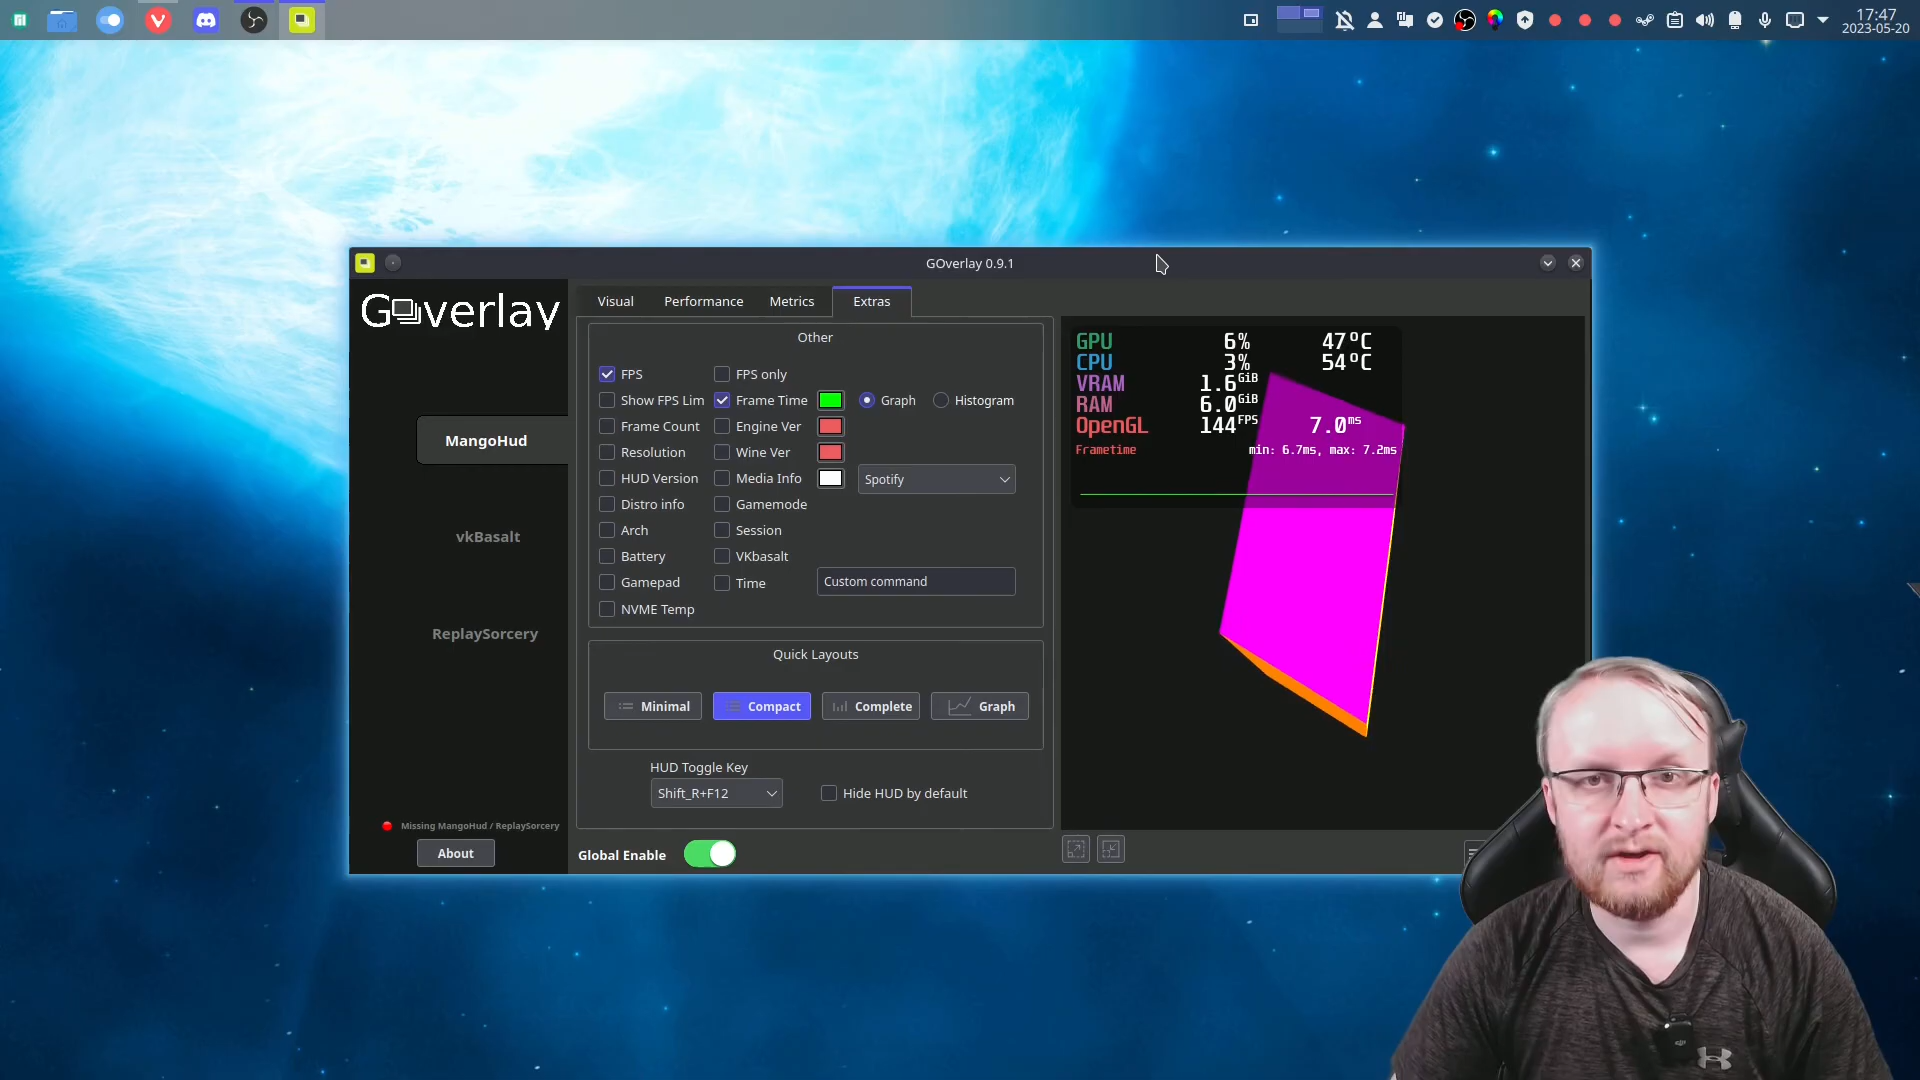 17:47
2023-05-20
GOverlay 0.9.1
Goverlay
Visual
Performance
Metrics
Extras
MangoHud
vkBasalt
ReplaySorcery
Missing MangoHud / ReplaySorcery
About
Other
FPS
FPS only
Show FPS Lim
Frame Time
Graph
Histogram
Frame Count
Engine Ver
Resolution
Wine Ver
HUD Version
Media Info
Spotify
Distro info
Gamemode
Arch
Session
Battery
VKbasalt
Gamepad
Time
Custom command
NVME Temp
Quick Layouts
Minimal
Compact
Complete
Graph
HUD Toggle Key
Shift_R+F12
Hide HUD by default
Global Enable
GPU 6% 47°C
CPU 3% 54°C
VRAM 1.6GiB
RAM 6.0GiB
OpenGL 144FPS 7.0ms
Frametime min: 6.7ms, max: 7.2ms